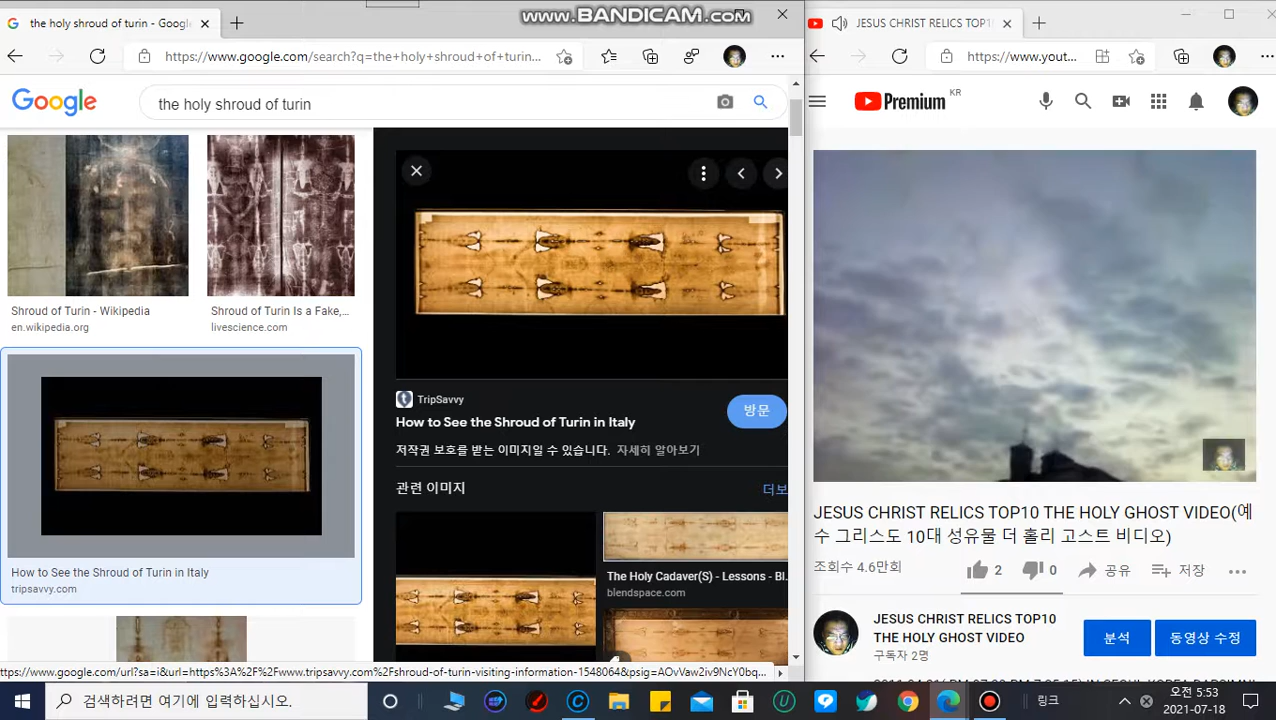 www.BANDICAM.com
the holy shroud of turin - Google
JESUS CHRIST RELICS TOP1
https://www.google.com/search?q=the+holy+shroud+of+turin...
https://www.yout...
Google
the holy shroud of turin
Premium KR
Shroud of Turin - Wikipedia
en.wikipedia.org
Shroud of Turin Is a Fake,...
livescience.com
TripSavvy
How to See the Shroud of Turin in Italy
방문
저작권 보호를 받는 이미지일 수 있습니다. 자세히 알아보기
관련 이미지
더보
The Holy Cadaver(S) - Lessons - Bl...
blendspace.com
How to See the Shroud of Turin in Italy
tripsavvy.com
JESUS CHRIST RELICS TOP10 THE HOLY GHOST VIDEO(예
수 그리스도 10대 성유물 더 홀리 고스트 비디오)
조회수 4.6만회
2
0
공유
저장
JESUS CHRIST RELICS TOP10
THE HOLY GHOST VIDEO
구독자 2명
분석
동영상 수정
https://www.google.com/url?sa=i&url=https%3A%2F%2Fwww.tripsavvy.com%2Fshroud-of-turin-visiting-information-1548064&psig=AOvVaw2iv9NcY0bq...
검색하려면 여기에 입력하십시오.
링크
오전 5:53
2021-07-18